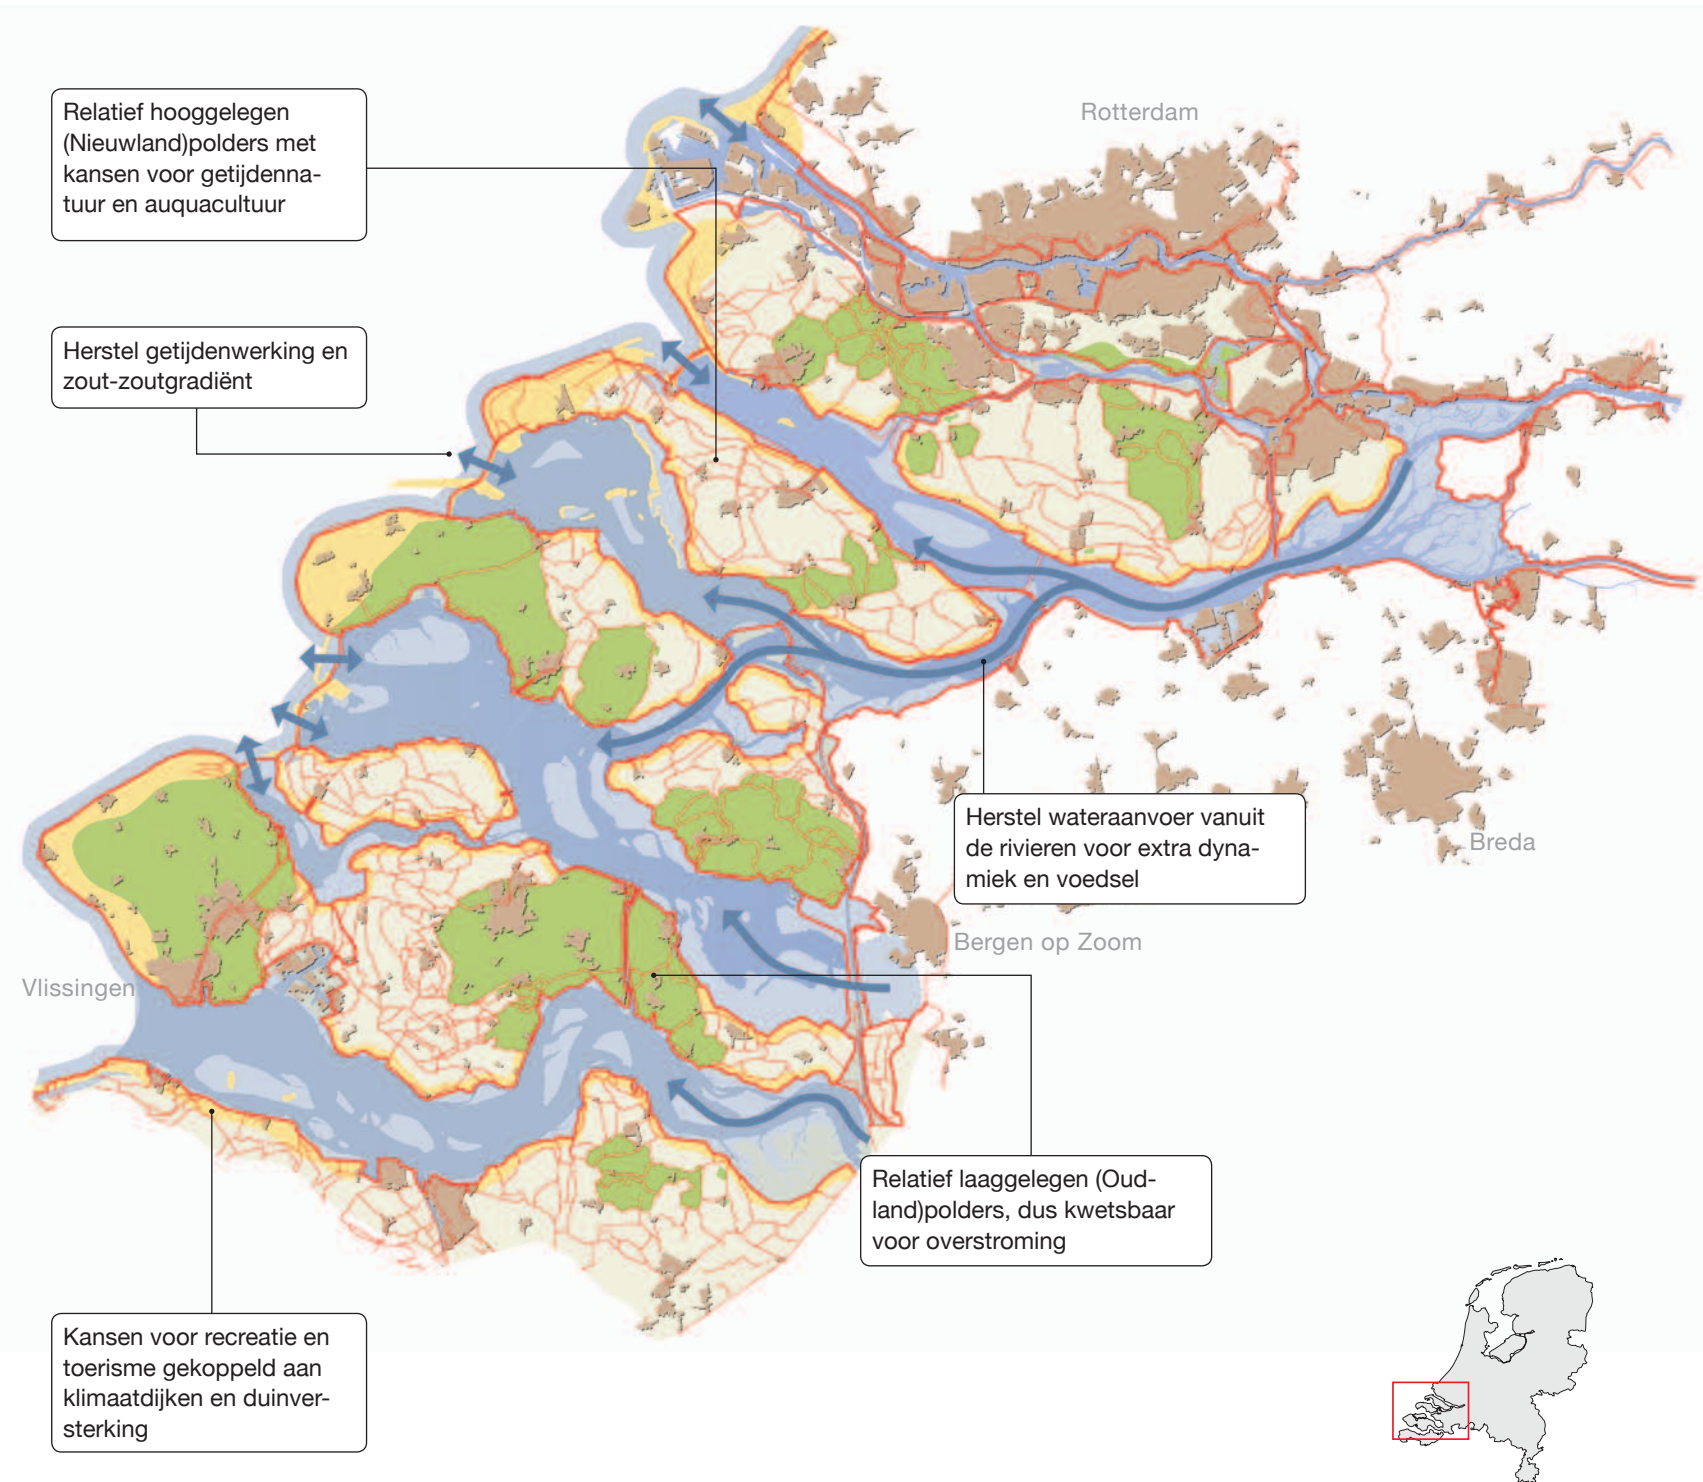 Relatief hooggelegen
(Nieuwland)polders met
kansen voor getijdenna-
tuur en auquacultuur
Rotterdam
Herstel getijdenwerking en
zout-zoutgradiënt
Herstel wateraanvoer vanuit
de rivieren voor extra dyna-
miek en voedsel
Breda
Bergen op Zoom
Vlissingen
Relatief laaggelegen (Oud-
land)polders, dus kwetsbaar
voor overstroming
Kansen voor recreatie en
toerisme gekoppeld aan
klimaatdijken en duinver-
sterking